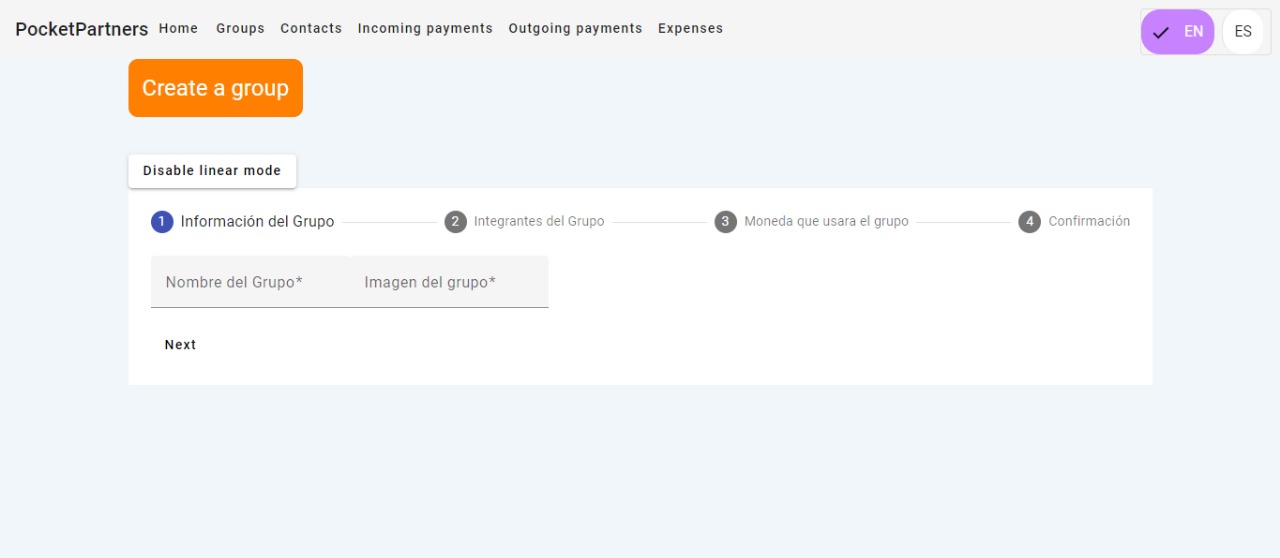 PocketPartners Home Groups Contacts Incoming payments Outgoing payments Expenses EN ES
Create a group
Disable linear mode
1 Información del Grupo 2 Integrantes del Grupo 3 Moneda que usara el grupo 4 Confirmación
Nombre del Grupo* Imagen del grupo*
Next